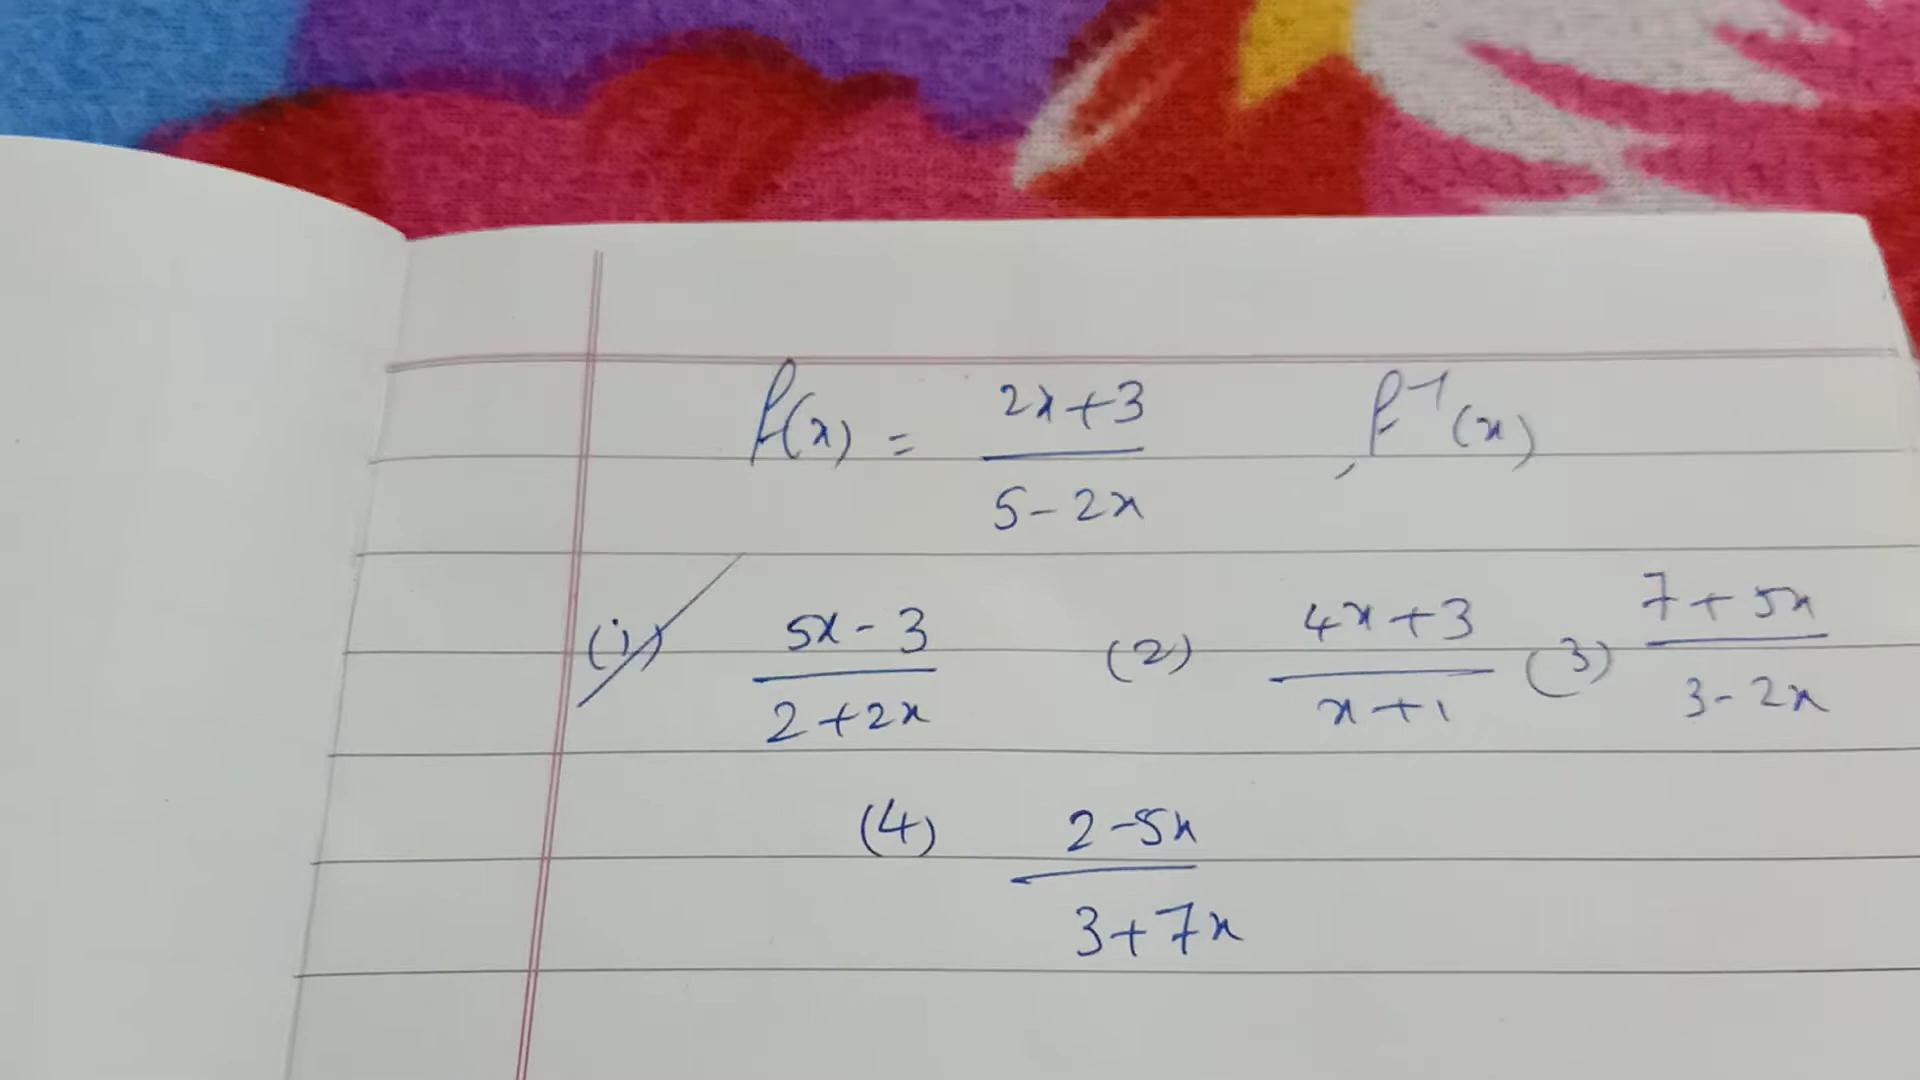 f(x) = 2x+3 / 5-2x , f⁻¹(x)
(1) 5x-3 / 2+2x (2) 4x+3 / x+1 (3) 7+5x / 3-2x
(4) 2-5x / 3+7x